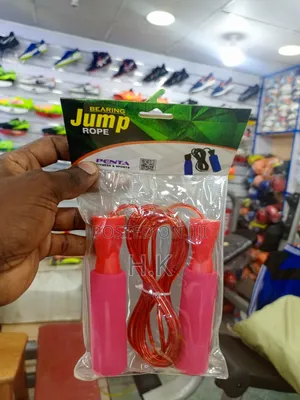 BEARING
Jump
ROPE
PENTA
H.K